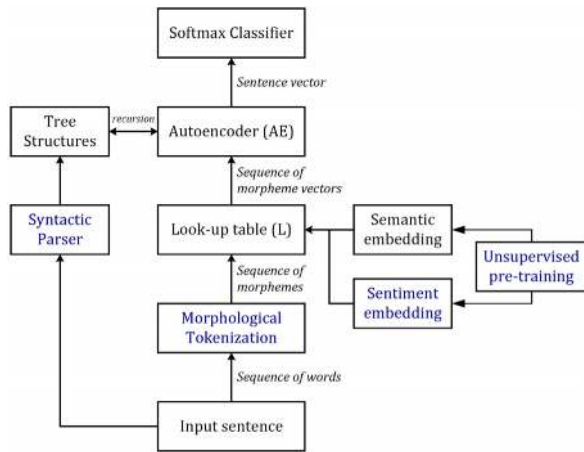 Softmax Classifier
Sentence vector
Tree
Structures
recursion
Autoencoder (AE)
Sequence of
morpheme vectors
Syntactic
Parser
Look-up table (L)
Semantic
embedding
Unsupervised
pre-training
Sequence of
morphemes
Sentiment
embedding
Morphological
Tokenization
Sequence of words
Input sentence